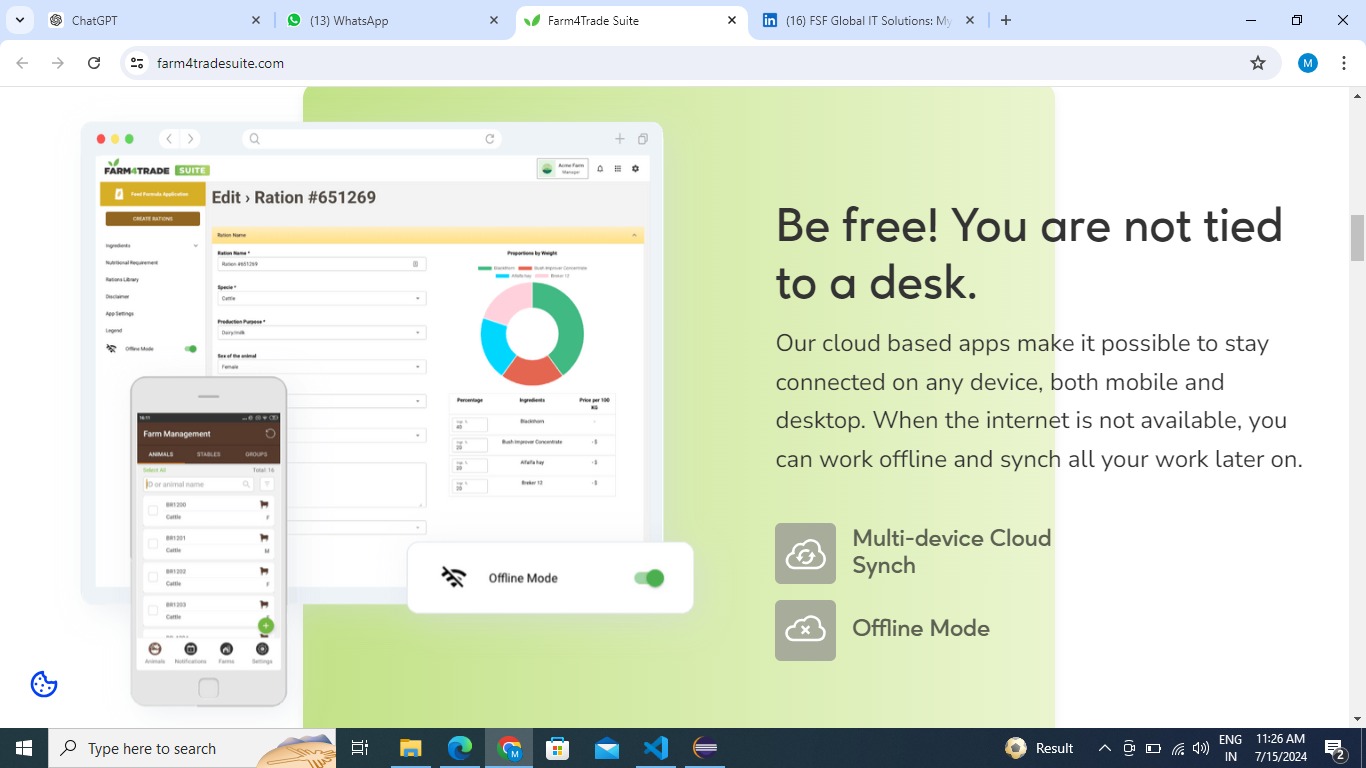 ChatGPT
(13) WhatsApp
Farm4Trade Suite
(16) FSF Global IT Solutions: My
farm4tradesuite.com
M
FARM4TRADE SUITE
Acme Farm
Manager
Feed Formula Application
CREATE RATIONS
Ingredients
Nutritional Requirement
Rations Library
Disclaimer
App Settings
Legend
Offline Mode
Edit › Ration #651269
Ration Name
Ration Name *
Ration #651269
Specie *
Cattle
Production Purpose *
Dairy/milk
Sex of the animal
Female
Proportions by Weight
Blackthorn
Bush Improver Concentrate
Alfalfa hay
Breker 12
Percentage Ingredients Price per 100 KG
40 Blackthorn -
20 Bush Improver Concentrate - $
20 Alfalfa hay - $
20 Breker 12 - $
16:11
Farm Management
ANIMALS STABLES GROUPS
Select All Total: 16
ID or animal name
BR1200
Cattle F
BR1201
Cattle M
BR1202
Cattle F
BR1203
Cattle
Animals Notifications Farms Settings
Offline Mode
Be free! You are not tied
to a desk.
Our cloud based apps make it possible to stay
connected on any device, both mobile and
desktop. When the internet is not available, you
can work offline and synch all your work later on.
Multi-device Cloud
Synch
Offline Mode
Type here to search
Result
ENG
IN
11:26 AM
7/15/2024
2